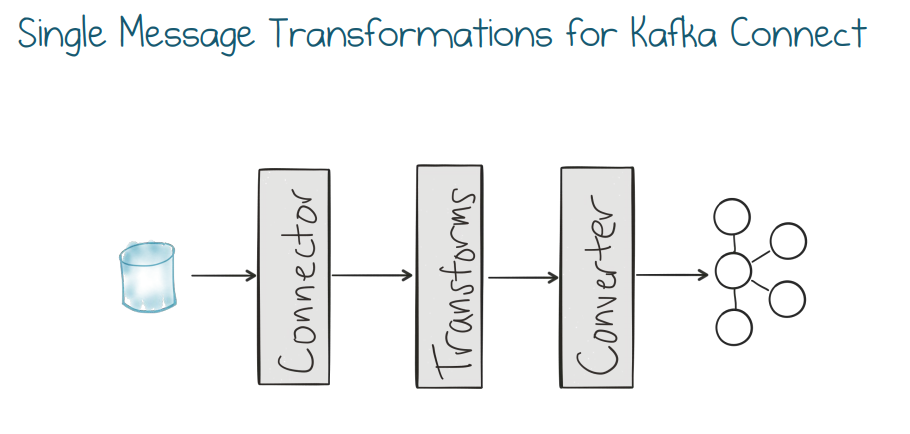 Single Message Transformations for Kafka Connect
Connector
Transforms
Converter